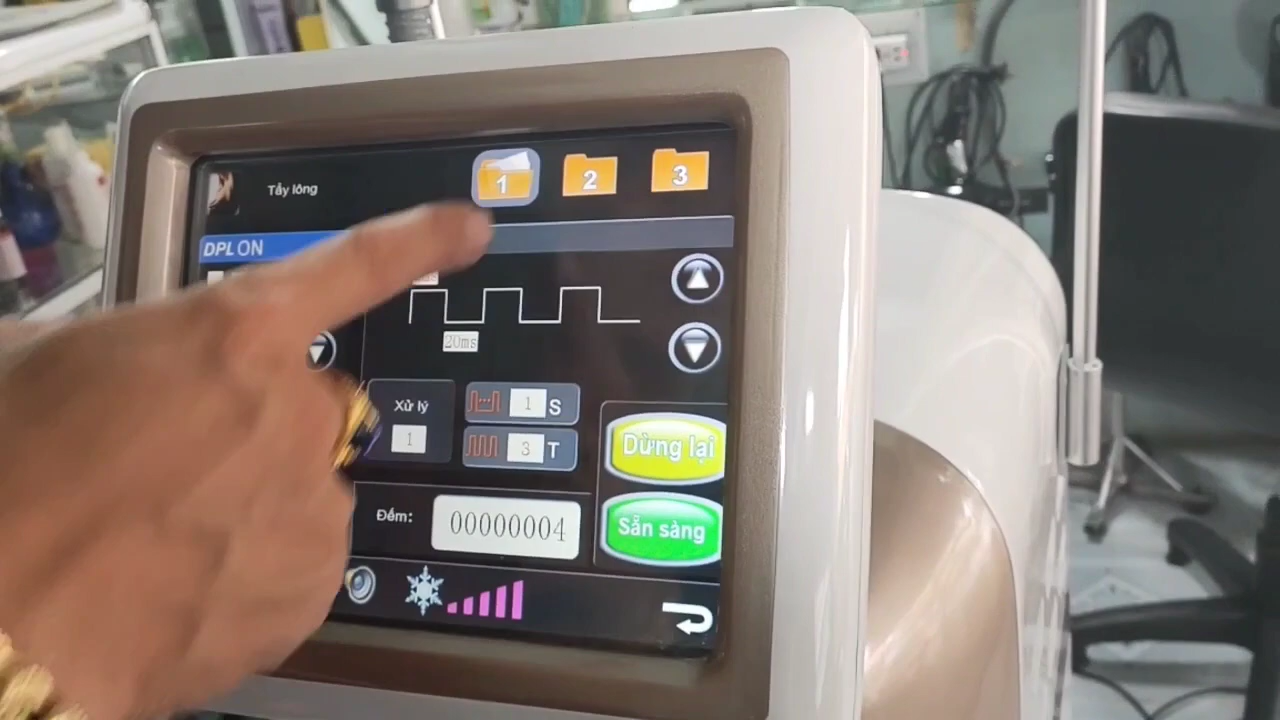 Tẩy lông
1
2
3
DPL ON
20ms
Xử lý
1
1 S
3 T
Dừng lại
Đếm:
00000004
Sẵn sàng